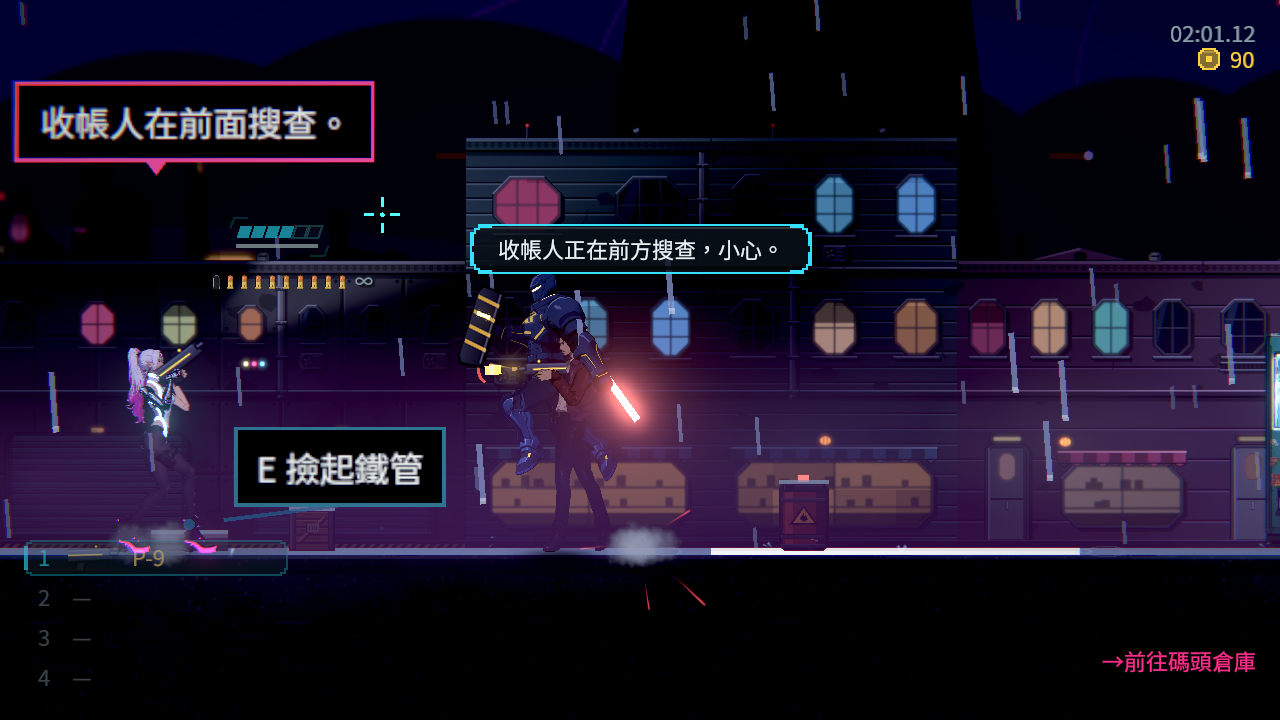 02:01.12
90
收帳人在前面搜查。
收帳人正在前方搜查，小心。
∞
E 撿起鐵管
1 P-9
2 —
3 —
4 —
→前往碼頭倉庫